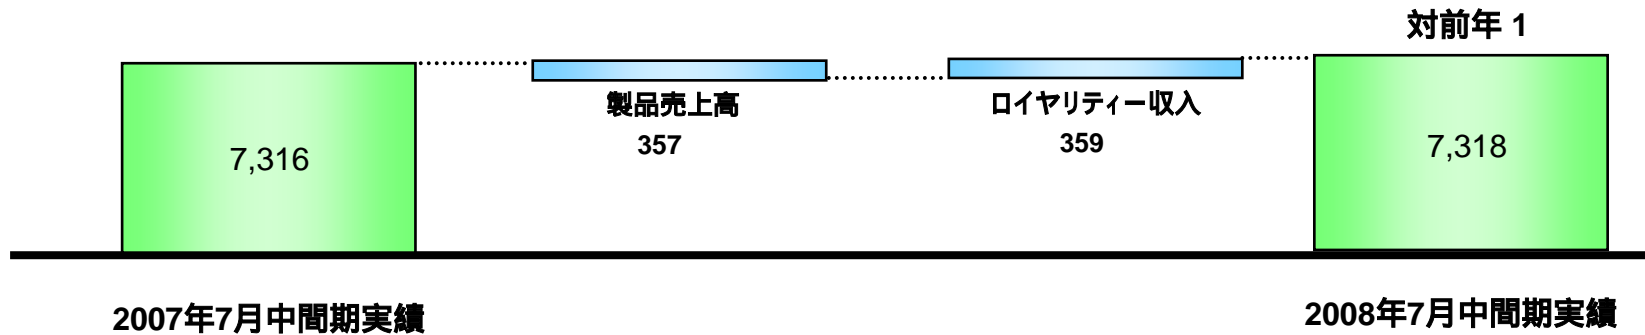 対前年 1
製品売上高
357
ロイヤリティー収入
359
7,316
7,318
2007年7月中間期実績
2008年7月中間期実績